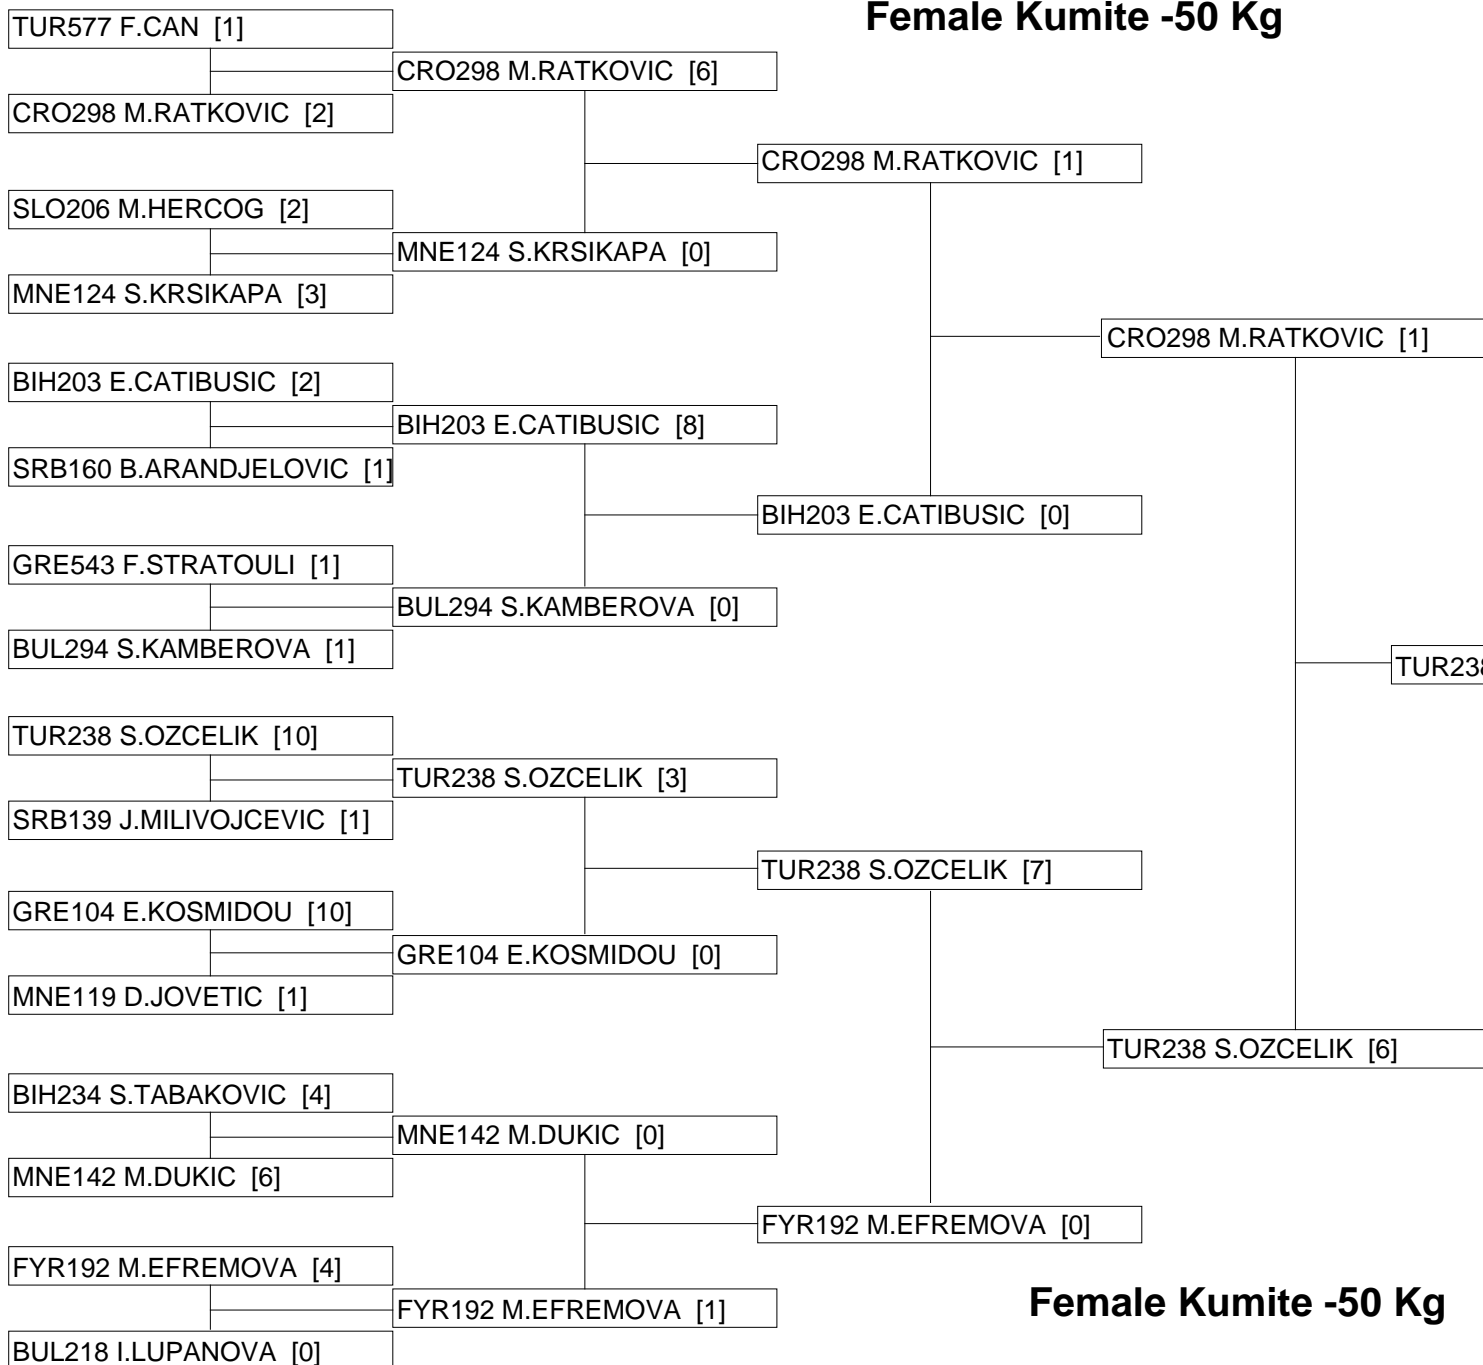 Female Kumite -50 Kg
TUR577 F.CAN [1]
CRO298 M.RATKOVIC [6]
CRO298 M.RATKOVIC [2]
CRO298 M.RATKOVIC [1]
SLO206 M.HERCOG [2]
MNE124 S.KRSIKAPA [0]
MNE124 S.KRSIKAPA [3]
CRO298 M.RATKOVIC [1]
BIH203 E.CATIBUSIC [2]
BIH203 E.CATIBUSIC [8]
SRB160 B.ARANDJELOVIC [1]
BIH203 E.CATIBUSIC [0]
GRE543 F.STRATOULI [1]
BUL294 S.KAMBEROVA [0]
BUL294 S.KAMBEROVA [1]
TUR238
TUR238 S.OZCELIK [10]
TUR238 S.OZCELIK [3]
SRB139 J.MILIVOJCEVIC [1]
TUR238 S.OZCELIK [7]
GRE104 E.KOSMIDOU [10]
GRE104 E.KOSMIDOU [0]
MNE119 D.JOVETIC [1]
TUR238 S.OZCELIK [6]
BIH234 S.TABAKOVIC [4]
MNE142 M.DUKIC [0]
MNE142 M.DUKIC [6]
FYR192 M.EFREMOVA [0]
FYR192 M.EFREMOVA [4]
FYR192 M.EFREMOVA [1]
Female Kumite -50 Kg
BUL218 I.LUPANOVA [0]